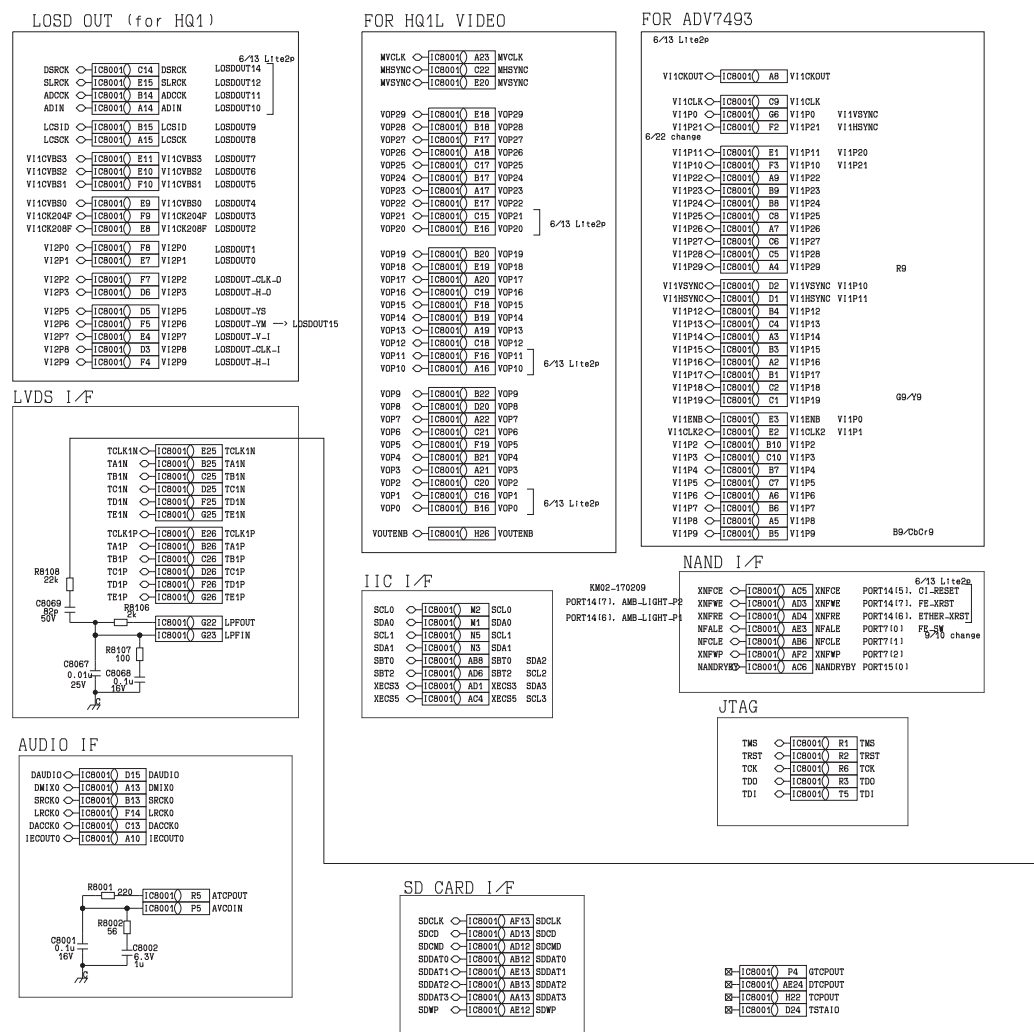 LOSD OUT (for HQ1)
6/13 Lite2p
DSRCK IC8001 C14 DSRCK LOSDOUT14
SLRCK IC8001 E15 SLRCK LOSDOUT12
ADCCK IC8001 B14 ADCCK LOSDOUT11
ADIN IC8001 A14 ADIN LOSDOUT10
LCSID IC8001 B15 LCSID LOSDOUT9
LCSCK IC8001 A15 LCSCK LOSDOUT8
VI1CVBS3 IC8001 E11 VI1CVBS3 LOSDOUT7
VI1CVBS2 IC8001 E10 VI1CVBS2 LOSDOUT6
VI1CVBS1 IC8001 F10 VI1CVBS1 LOSDOUT5
VI1CVBS0 IC8001 E9 VI1CVBS0 LOSDOUT4
VI1CK204F IC8001 F9 VI1CK204F LOSDOUT3
VI1CK208F IC8001 E8 VI1CK208F LOSDOUT2
VI2P0 IC8001 F8 VI2P0 LOSDOUT1
VI2P1 IC8001 E7 VI2P1 LOSDOUT0
VI2P2 IC8001 F7 VI2P2 LOSDOUT-CLK-O
VI2P3 IC8001 D6 VI2P3 LOSDOUT-H-O
VI2P5 IC8001 D5 VI2P5 LOSDOUT-YS
VI2P6 IC8001 F5 VI2P6 LOSDOUT-YM —> LOSDOUT15
VI2P7 IC8001 E4 VI2P7 LOSDOUT-V-I
VI2P8 IC8001 D3 VI2P8 LOSDOUT-CLK-I
VI2P9 IC8001 F4 VI2P9 LOSDOUT-H-I
LVDS I/F
TCLK1N IC8001 E25 TCLK1N
TA1N IC8001 B25 TA1N
TB1N IC8001 C25 TB1N
TC1N IC8001 D25 TC1N
TD1N IC8001 F25 TD1N
TE1N IC8001 G25 TE1N
TCLK1P IC8001 E26 TCLK1P
TA1P IC8001 B26 TA1P
TB1P IC8001 C26 TB1P
TC1P IC8001 D26 TC1P
TD1P IC8001 F26 TD1P
TE1P IC8001 G26 TE1P
R8108
22k
C8069
82p
50V
R8106
2k
IC8001 G22 LPFOUT
IC8001 G23 LPFIN
R8107
100
C8067
0.01u
25V
C8068
0.1u
16V
AUDIO IF
DAUDIO IC8001 D15 DAUDIO
DMIX0 IC8001 A13 DMIX0
SRCK0 IC8001 B13 SRCK0
LRCK0 IC8001 F14 LRCK0
DACCK0 IC8001 C13 DACCK0
IECOUT0 IC8001 A10 IECOUT0
R8001
220
IC8001 R5 ATCPOUT
IC8001 P5 AVCOIN
R8002
56
C8001
0.1u
16V
C8002
6.3V
1u
FOR HQ1L VIDEO
MVCLK IC8001 A23 MVCLK
MHSYNC IC8001 C22 MHSYNC
MVSYNC IC8001 E20 MVSYNC
VOP29 IC8001 E18 VOP29
VOP28 IC8001 B18 VOP28
VOP27 IC8001 F17 VOP27
VOP26 IC8001 A18 VOP26
VOP25 IC8001 C17 VOP25
VOP24 IC8001 B17 VOP24
VOP23 IC8001 A17 VOP23
VOP22 IC8001 E17 VOP22
VOP21 IC8001 C15 VOP21
VOP20 IC8001 E16 VOP20
6/13 Lite2p
VOP19 IC8001 B20 VOP19
VOP18 IC8001 E19 VOP18
VOP17 IC8001 A20 VOP17
VOP16 IC8001 C19 VOP16
VOP15 IC8001 F18 VOP15
VOP14 IC8001 B19 VOP14
VOP13 IC8001 A19 VOP13
VOP12 IC8001 C18 VOP12
VOP11 IC8001 F16 VOP11
VOP10 IC8001 A16 VOP10
6/13 Lite2p
VOP9 IC8001 B22 VOP9
VOP8 IC8001 D20 VOP8
VOP7 IC8001 A22 VOP7
VOP6 IC8001 C21 VOP6
VOP5 IC8001 F19 VOP5
VOP4 IC8001 B21 VOP4
VOP3 IC8001 A21 VOP3
VOP2 IC8001 C20 VOP2
VOP1 IC8001 C16 VOP1
VOP0 IC8001 B16 VOP0
6/13 Lite2p
VOUTENB IC8001 H26 VOUTENB
IIC I/F
SCL0 IC8001 M2 SCL0
SDA0 IC8001 M1 SDA0
SCL1 IC8001 N5 SCL1
SDA1 IC8001 N3 SDA1
SBT0 IC8001 AB8 SBT0 SDA2
SBT2 IC8001 AD6 SBT2 SCL2
XECS3 IC8001 AD1 XECS3 SDA3
XECS5 IC8001 AC4 XECS5 SCL3
KM02-170209
PORT14(7), AMB-LIGHT-P2
PORT14(6), AMB-LIGHT-P1
FOR ADV7493
6/13 Lite2p
VI1CKOUT IC8001 A8 VI1CKOUT
VI1CLK IC8001 C9 VI1CLK
VI1P0 IC8001 G6 VI1P0 VI1VSYNC
VI1P21 IC8001 F2 VI1P21 VI1HSYNC
6/22 change
VI1P11 IC8001 E1 VI1P11 VI1P20
VI1P10 IC8001 F3 VI1P10 VI1P21
VI1P22 IC8001 A9 VI1P22
VI1P23 IC8001 B9 VI1P23
VI1P24 IC8001 B8 VI1P24
VI1P25 IC8001 C8 VI1P25
VI1P26 IC8001 A7 VI1P26
VI1P27 IC8001 C6 VI1P27
VI1P28 IC8001 C5 VI1P28
VI1P29 IC8001 A4 VI1P29 R9
VI1VSYNC IC8001 D2 VI1VSYNC VI1P10
VI1HSYNC IC8001 D1 VI1HSYNC VI1P11
VI1P12 IC8001 B4 VI1P12
VI1P13 IC8001 C4 VI1P13
VI1P14 IC8001 A3 VI1P14
VI1P15 IC8001 B3 VI1P15
VI1P16 IC8001 A2 VI1P16
VI1P17 IC8001 B1 VI1P17
VI1P18 IC8001 C2 VI1P18
VI1P19 IC8001 C1 VI1P19 G9/Y9
VI1ENB IC8001 E3 VI1ENB VI1P0
VI1CLK2 IC8001 E2 VI1CLK2 VI1P1
VI1P2 IC8001 B10 VI1P2
VI1P3 IC8001 C10 VI1P3
VI1P4 IC8001 B7 VI1P4
VI1P5 IC8001 C7 VI1P5
VI1P6 IC8001 A6 VI1P6
VI1P7 IC8001 B6 VI1P7
VI1P8 IC8001 A5 VI1P8
VI1P9 IC8001 B5 VI1P9 B9/CbCr9
NAND I/F
6/13 Lite2p
XNFCE IC8001 AC5 XNFCE PORT14(5), CI-RESET
XNFWE IC8001 AD3 XNFWE PORT14(7), FE-XRST
XNFRE IC8001 AD4 XNFRE PORT14(6), ETHER-XRST
NFALE IC8001 AE3 NFALE PORT7(0) FE-SW
9/10 change
NFCLE IC8001 AB6 NFCLE PORT7(1)
XNFWP IC8001 AF2 XNFWP PORT7(2)
NANDRYBY IC8001 AC6 NANDRYBY PORT15(0)
JTAG
TMS IC8001 R1 TMS
TRST IC8001 R2 TRST
TCK IC8001 R6 TCK
TDO IC8001 R3 TDO
TDI IC8001 T5 TDI
SD CARD I/F
SDCLK IC8001 AF13 SDCLK
SDCD IC8001 AD13 SDCD
SDCMD IC8001 AD12 SDCMD
SDDAT0 IC8001 AB12 SDDAT0
SDDAT1 IC8001 AE13 SDDAT1
SDDAT2 IC8001 AB13 SDDAT2
SDDAT3 IC8001 AA13 SDDAT3
SDWP IC8001 AE12 SDWP
IC8001 P4 GTCPOUT
IC8001 AE24 DTCPOUT
IC8001 H22 TCPOUT
IC8001 D24 TSTAIO